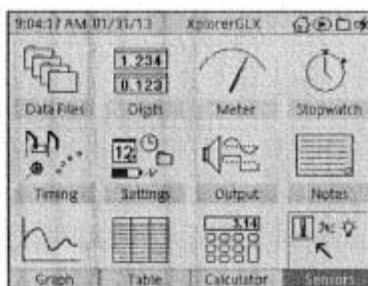 9:04:17 AM 01/31/13 XplorerGLX
1.234
0.123
Data Files Digits Meter Stopwatch
12
Timing Settings Output Notes
3.14
Graph Table Calculator Sensors